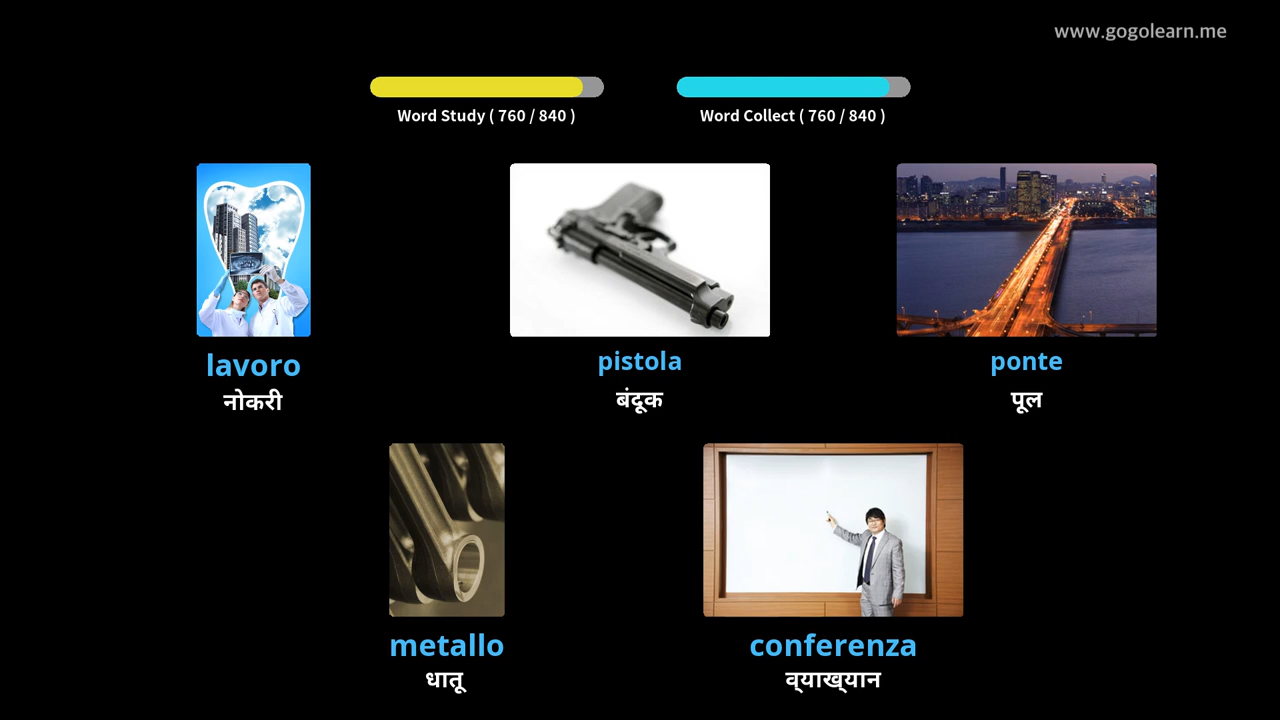 www.gogolearn.me
Word Study ( 760 / 840 )
Word Collect ( 760 / 840 )
lavoro
नोकरी
pistola
बंदूक
ponte
पूल
metallo
धातू
conferenza
व्याख्यान